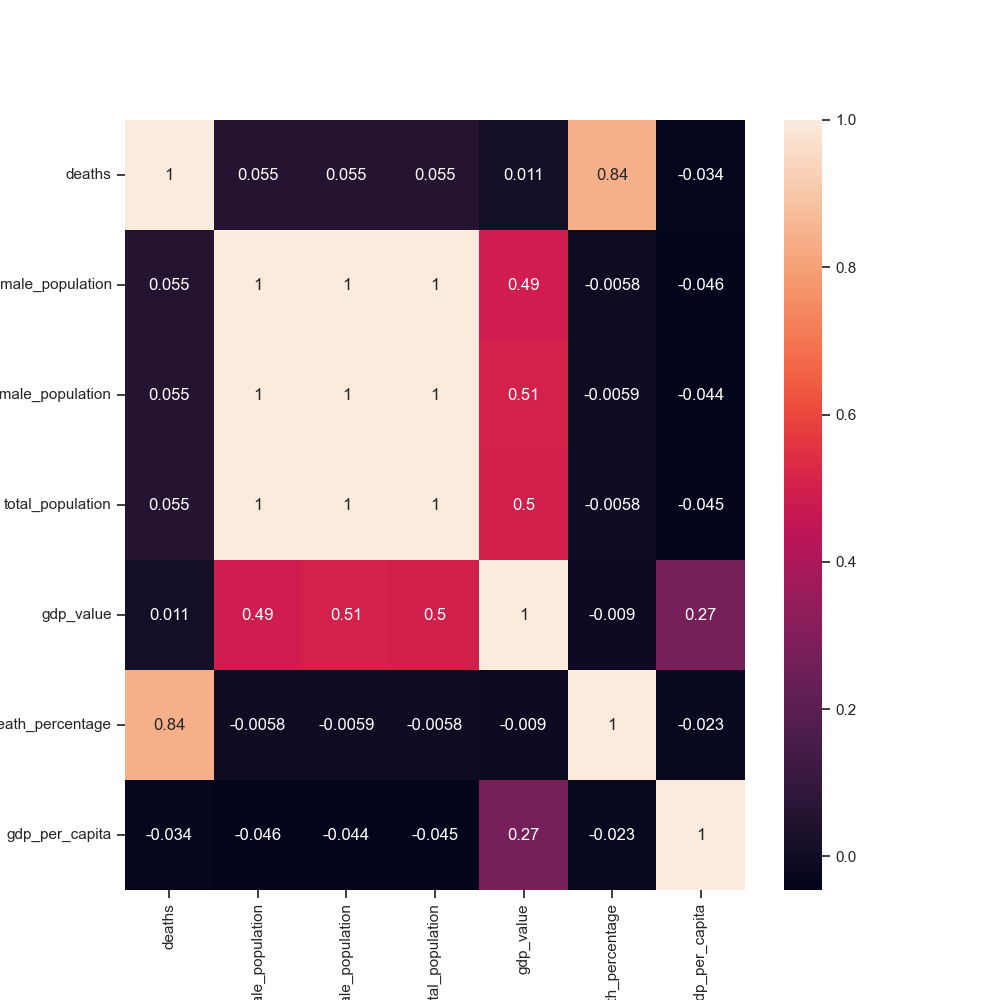 deaths 1 0.055 0.055 0.055 0.011 0.84 -0.034 1.0
male_population 0.055 1 1 1 0.49 -0.0058 -0.046 0.8
male_population 0.055 1 1 1 0.51 -0.0059 -0.044 0.6
total_population 0.055 1 1 1 0.5 -0.0058 -0.045 0.4
gdp_value 0.011 0.49 0.51 0.5 1 -0.009 0.27 0.2
eath_percentage 0.84 -0.0058 -0.0059 -0.0058 -0.009 1 -0.023
gdp_per_capita -0.034 -0.046 -0.044 -0.045 0.27 -0.023 1 0.0
deaths
ale_population
ale_population
tal_population
gdp_value
th_percentage
dp_per_capita